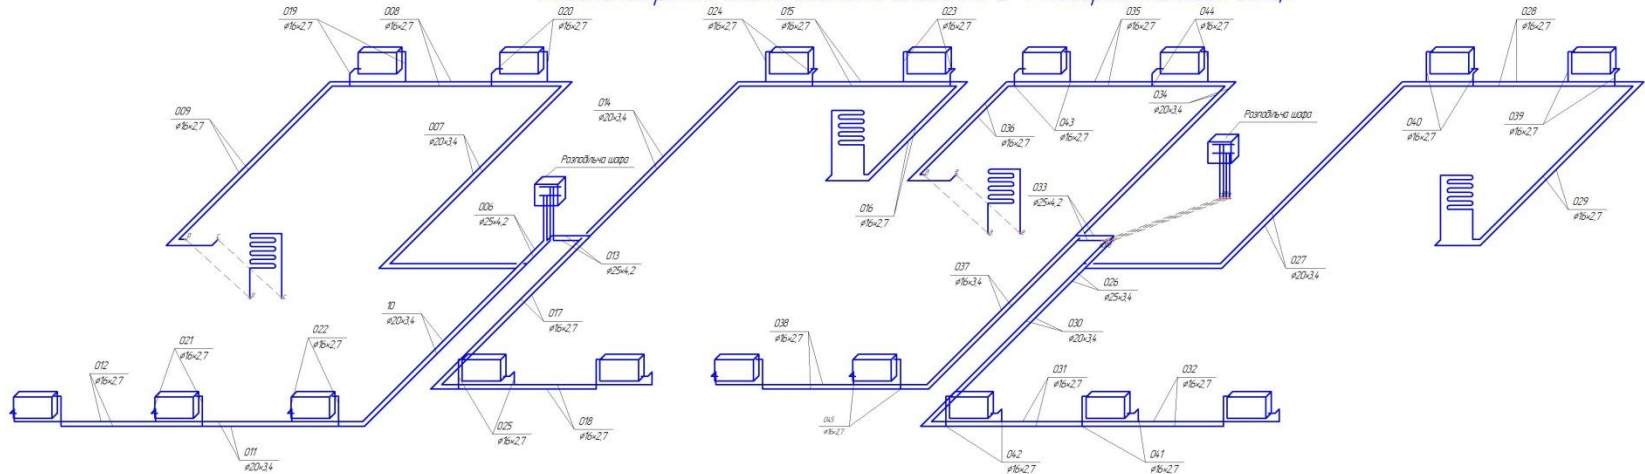 019
ø16×2,7
008
ø16×2,7
020
ø16×2,7
024
ø16×2,7
015
ø16×2,7
023
ø16×2,7
035
ø16×2,7
044
ø16×2,7
028
ø16×2,7
009
ø16×2,7
007
ø20×3,4
014
ø20×3,4
036
ø16×2,7
043
ø16×2,7
034
ø20×3,4
Розподільча шафа
040
ø16×2,7
039
ø16×2,7
Розподільча шафа
006
ø25×4,2
013
ø25×4,2
016
ø16×2,7
033
ø25×4,2
029
ø16×2,7
10
ø20×3,4
017
ø16×2,7
037
ø16×3,4
026
ø25×3,4
027
ø20×3,4
012
ø16×2,7
021
ø16×2,7
022
ø16×2,7
038
ø16×2,7
030
ø20×3,4
031
ø16×2,7
032
ø16×2,7
011
ø20×3,4
025
ø16×2,7
018
ø16×2,7
045
ø16×2,7
042
ø16×2,7
041
ø16×2,7